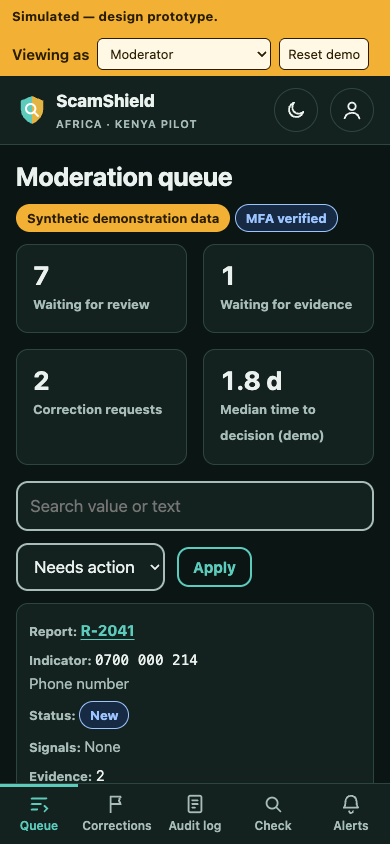 Simulated — design prototype.
Viewing as
Moderator
Reset demo
ScamShield
AFRICA · KENYA PILOT
Moderation queue
Synthetic demonstration data
MFA verified
7
Waiting for review
1
Waiting for evidence
2
Correction requests
1.8 d
Median time to
decision (demo)
Search value or text
Needs action
Apply
Report: R-2041
Indicator: 0700 000 214
Phone number
Status: New
Signals: None
Evidence: 2
Queue
Corrections
Audit log
Check
Alerts